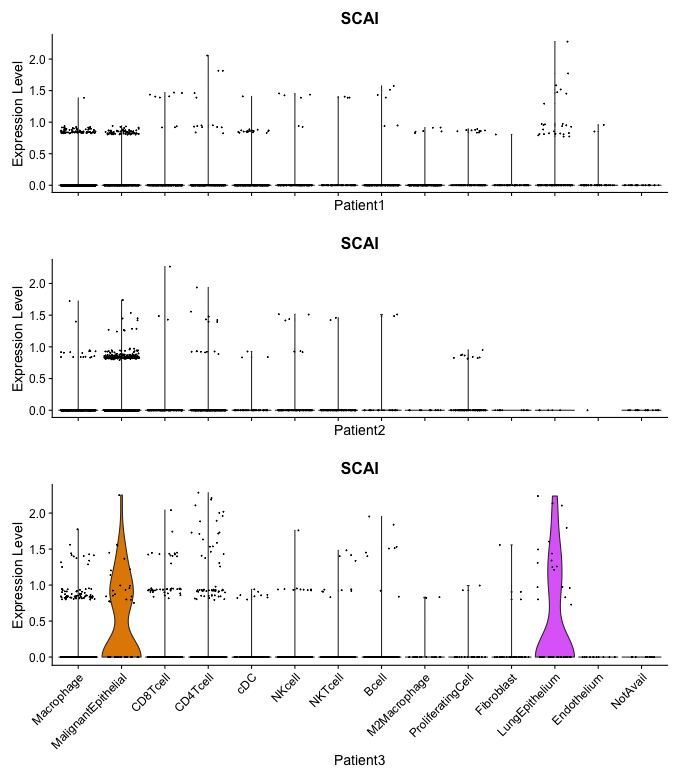 SCAI
Expression Level
2.0
1.5
1.0
0.5
0.0
Patient1
SCAI
Expression Level
2.0
1.5
1.0
0.5
0.0
Patient2
SCAI
Expression Level
2.0
1.5
1.0
0.5
0.0
Macrophage
MalignantEpithelial
CD8Tcell
CD4Tcell
cDC
NKcell
NKTcell
Bcell
M2Macrophage
ProliferatingCell
Fibroblast
LungEpithelium
Endothelium
NotAvail
Patient3